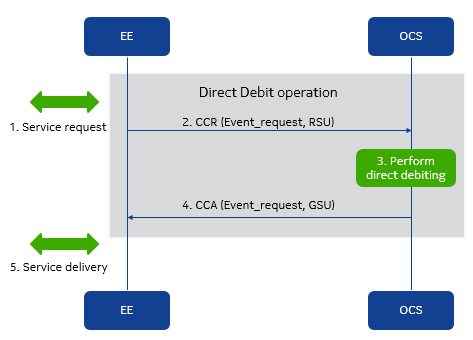 EE
OCS
Direct Debit operation
1. Service request
2. CCR (Event_request, RSU)
3. Perform
direct debiting
4. CCA (Event_request, GSU)
5. Service delivery
EE
OCS